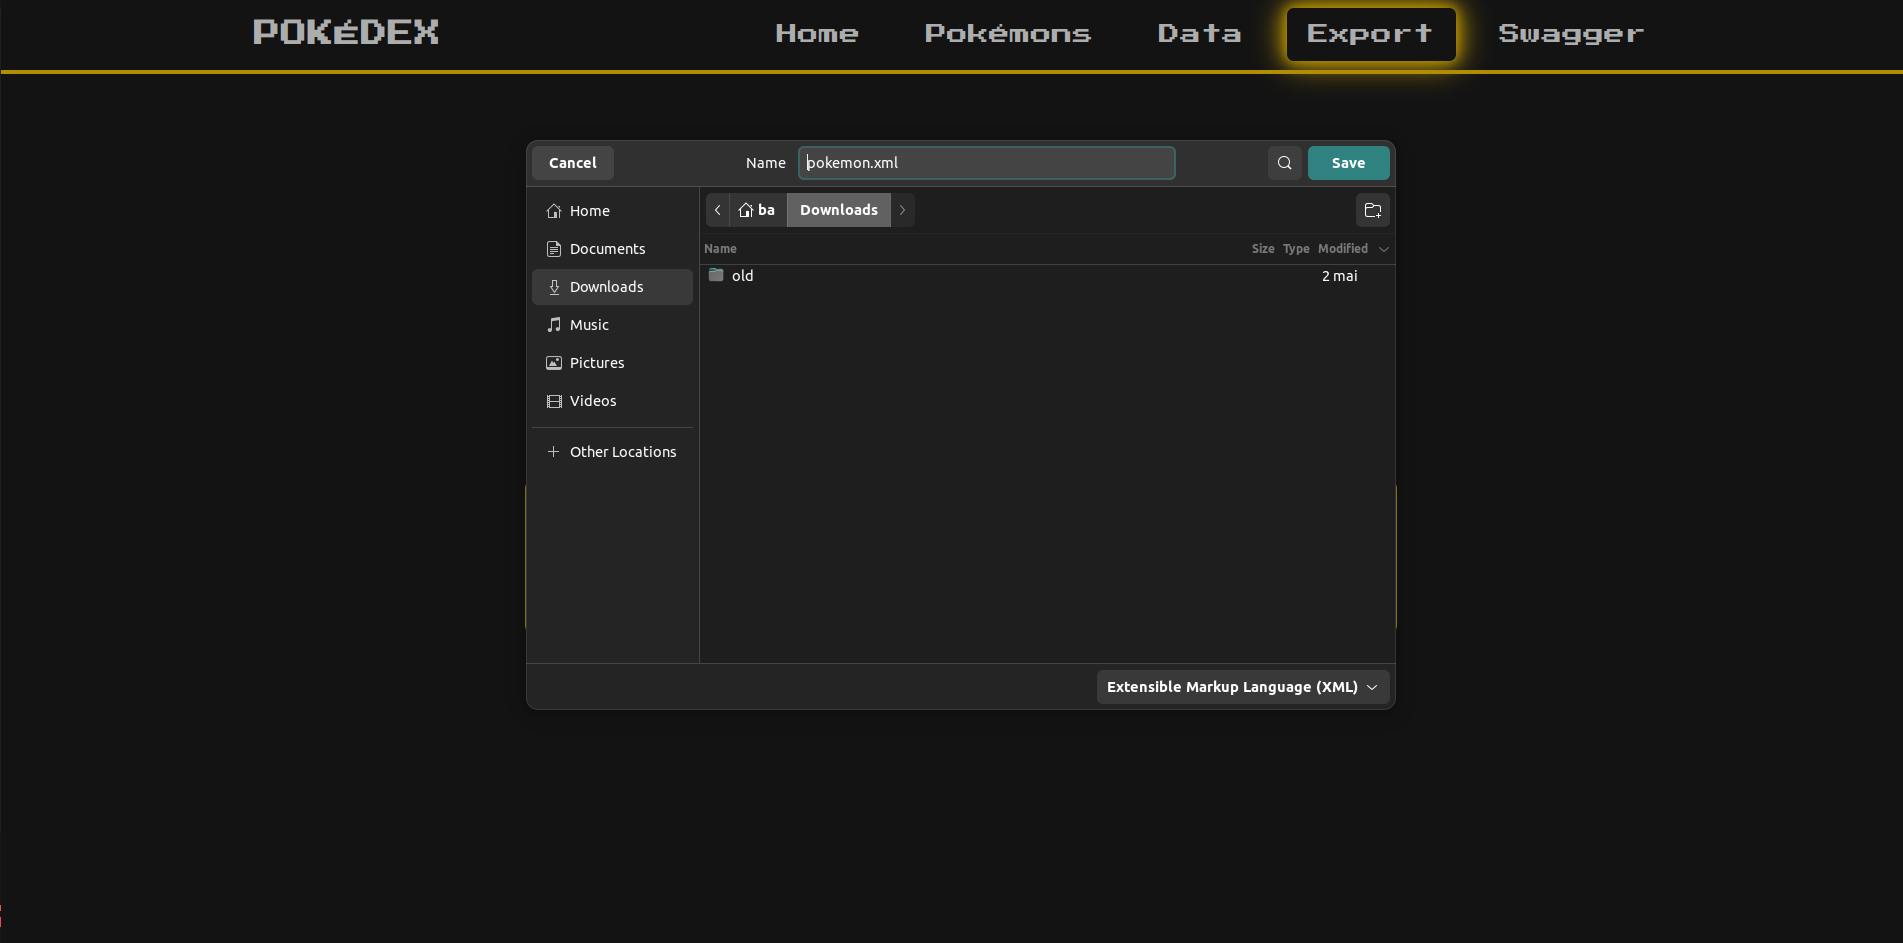 POKéDEX Home Pokémons Data Export Swagger
Cancel Name pokemon.xml Save
Home
Documents
Downloads
Music
Pictures
Videos
Other Locations
ba Downloads
Name Size Type Modified
old 2 mai
Extensible Markup Language (XML)